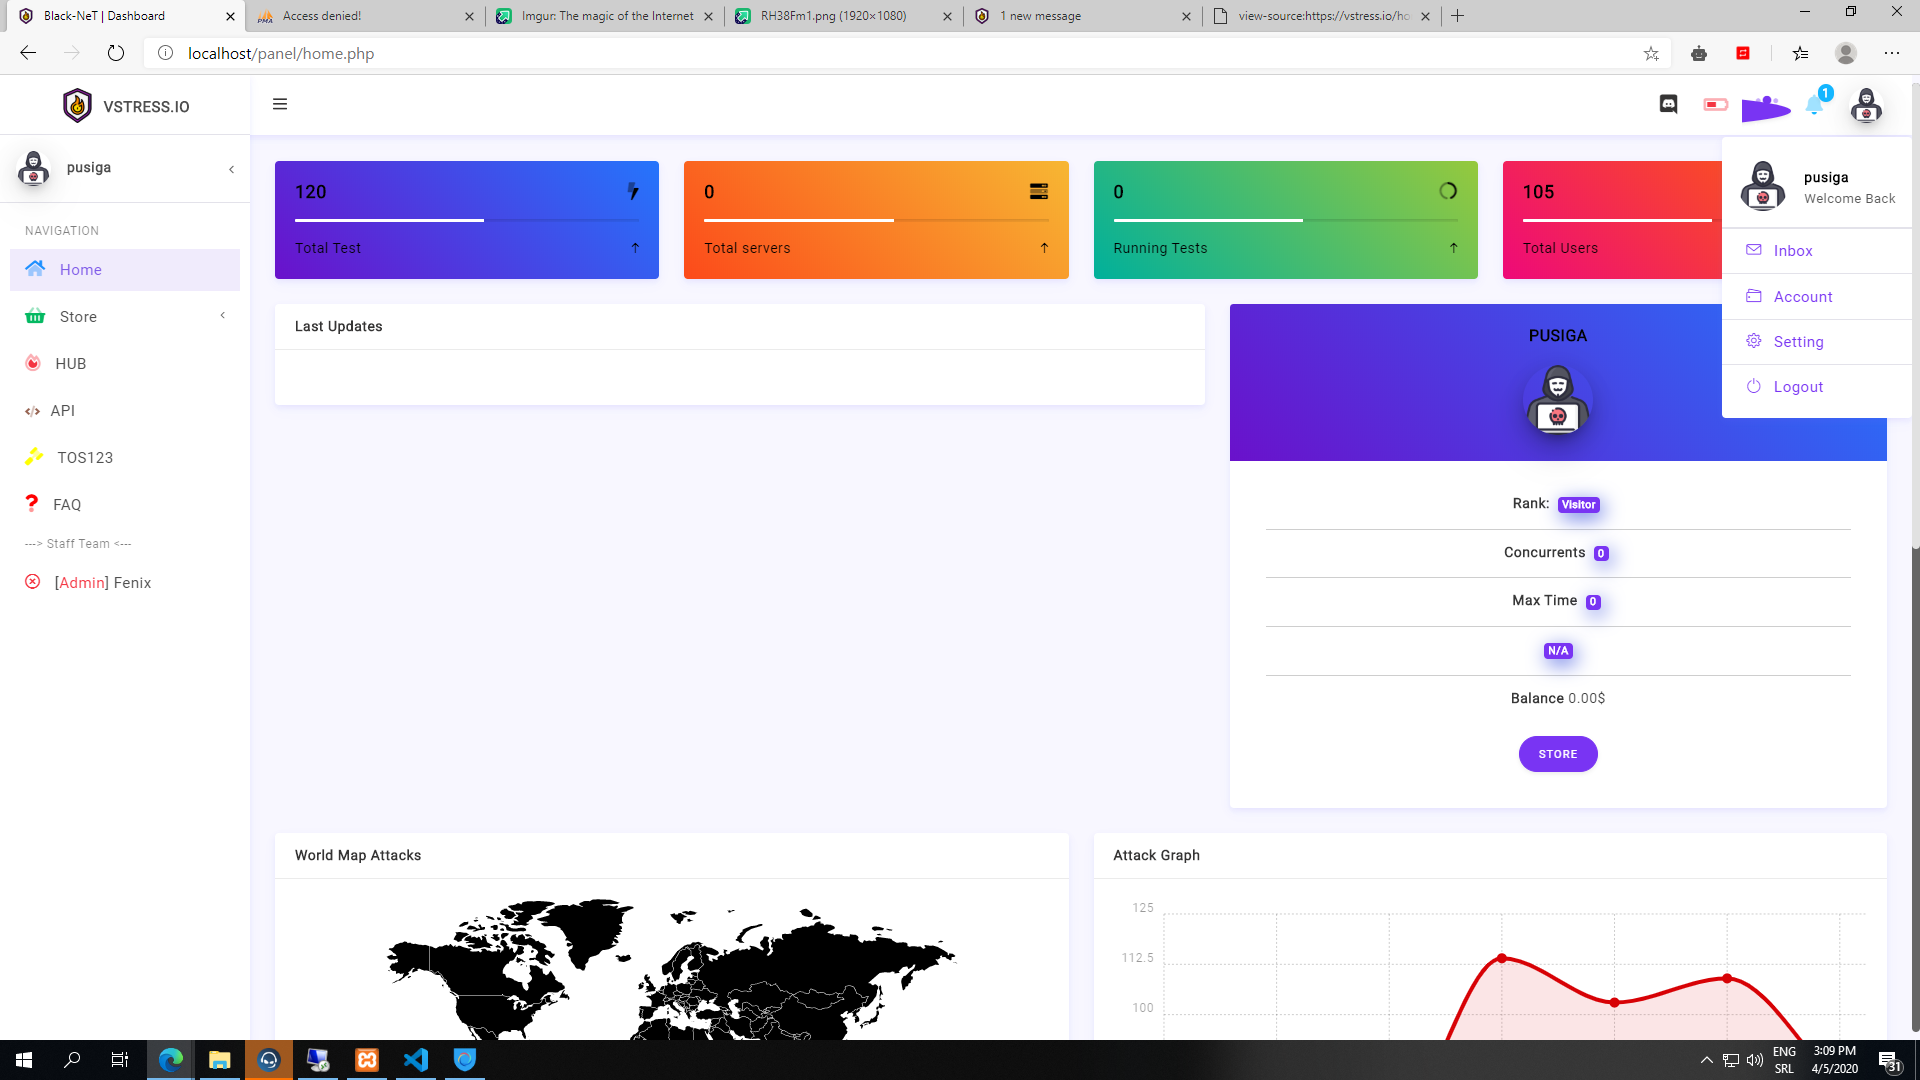 Black-NeT | Dashboard
Access denied!
Imgur: The magic of the Internet
RH38Fm1.png (1920×1080)
1 new message
view-source:https://vstress.io/ho
localhost/panel/home.php
VSTRESS.IO
1
pusiga
NAVIGATION
Home
Store
HUB
API
TOS123
FAQ
---> Staff Team <---
[Admin] Fenix
120
Total Test
0
Total servers
0
Running Tests
105
Total Users
pusiga
Welcome Back
Inbox
Account
Setting
Logout
Last Updates
PUSIGA
Rank: Visitor
Concurrents 0
Max Time 0
N/A
Balance 0.00$
STORE
World Map Attacks
Attack Graph
125
112.5
100
ENG
SRL
3:09 PM
4/5/2020
31